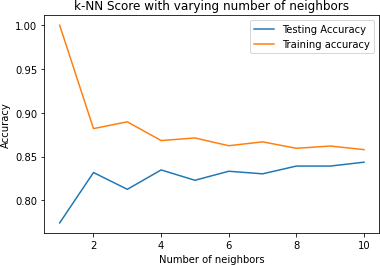 k-NN Score with varying number of neighbors
Testing Accuracy
Training accuracy
1.00
0.95
0.90
0.85
0.80
Accuracy
2 4 6 8 10
Number of neighbors